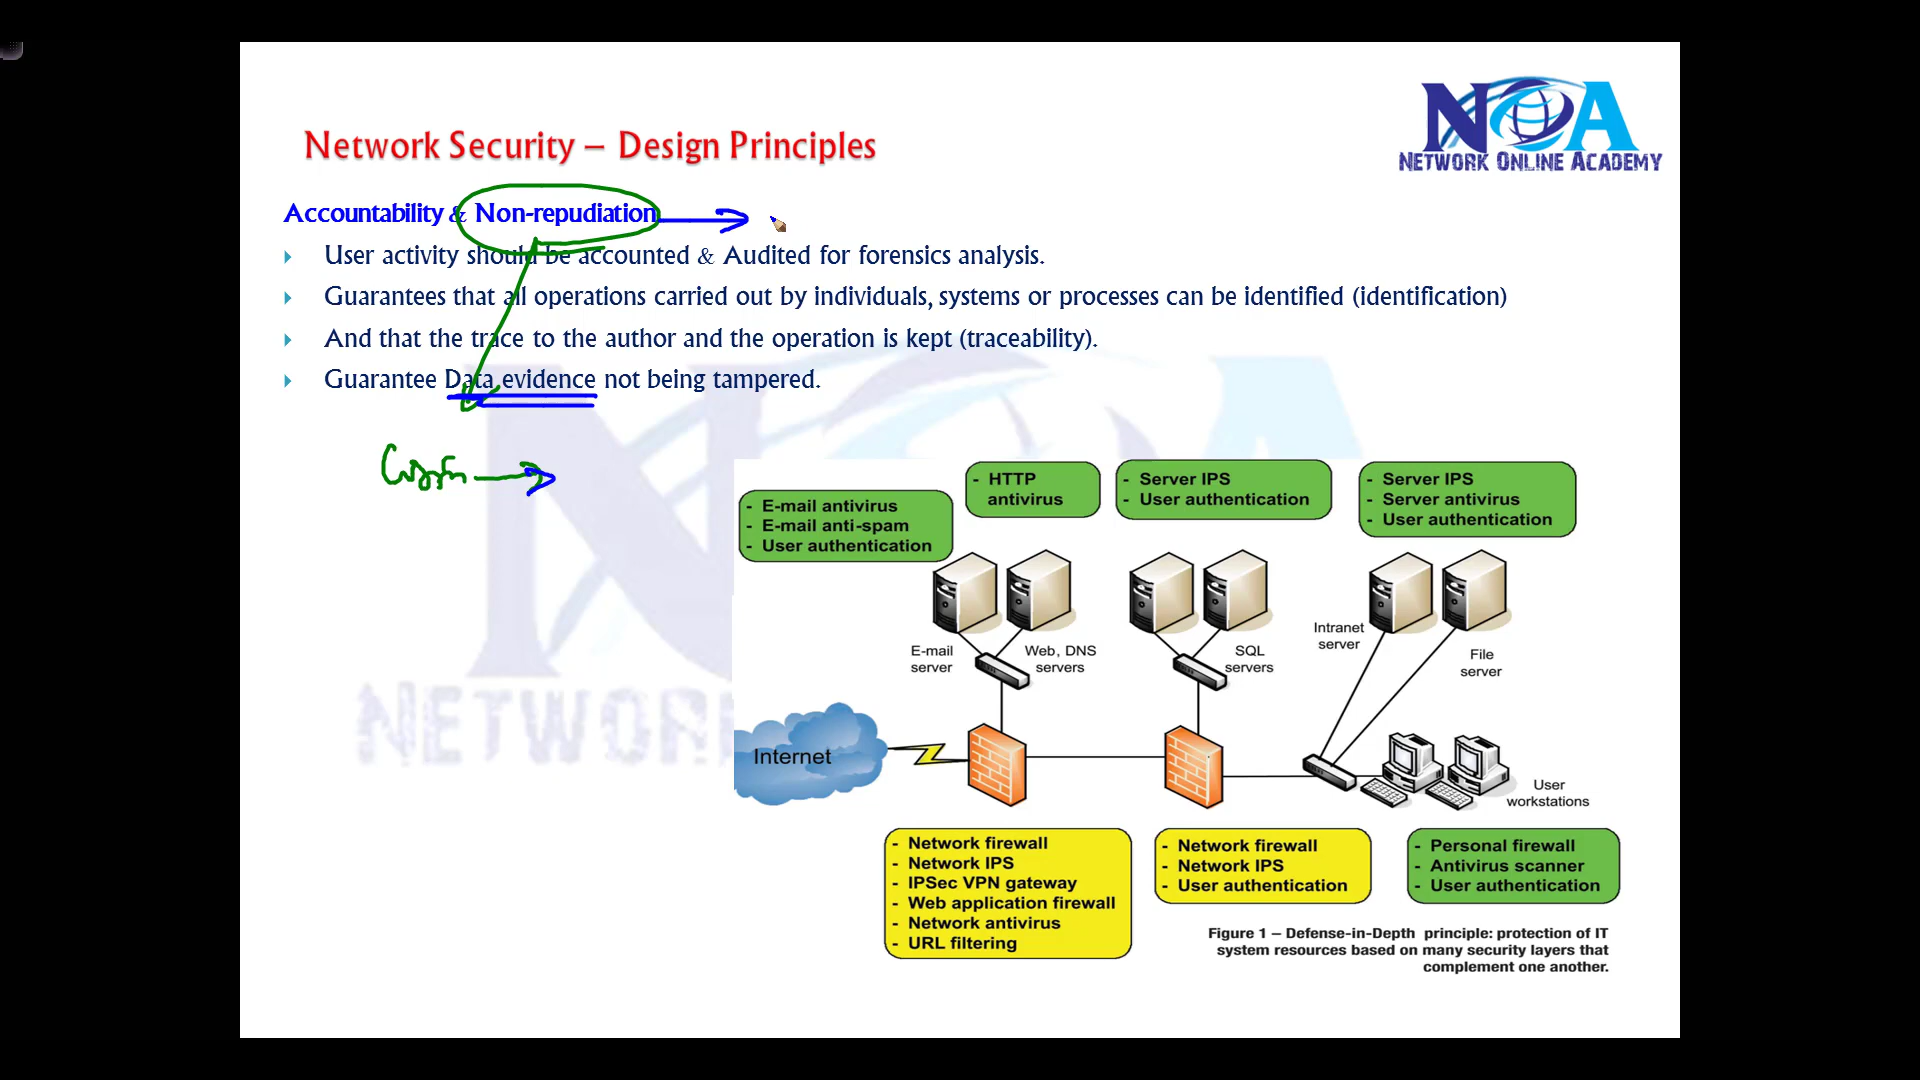 NOA
NETWORK ONLINE ACADEMY
Network Security – Design Principles
Accountability & Non-repudiation
User activity should be accounted & Audited for forensics analysis.
Guarantees that all operations carried out by individuals, systems or processes can be identified (identification)
And that the trace to the author and the operation is kept (traceability).
Guarantee Data evidence not being tampered.
- E-mail antivirus
- E-mail anti-spam
- User authentication
- HTTP
antivirus
- Server IPS
- User authentication
- Server IPS
- Server antivirus
- User authentication
E-mail
server
Web, DNS
servers
SQL
servers
Intranet
server
File
server
Internet
User
workstations
- Network firewall
- Network IPS
- IPSec VPN gateway
- Web application firewall
- Network antivirus
- URL filtering
- Network firewall
- Network IPS
- User authentication
- Personal firewall
- Antivirus scanner
- User authentication
Figure 1 – Defense-in-Depth principle: protection of IT
system resources based on many security layers that
complement one another.